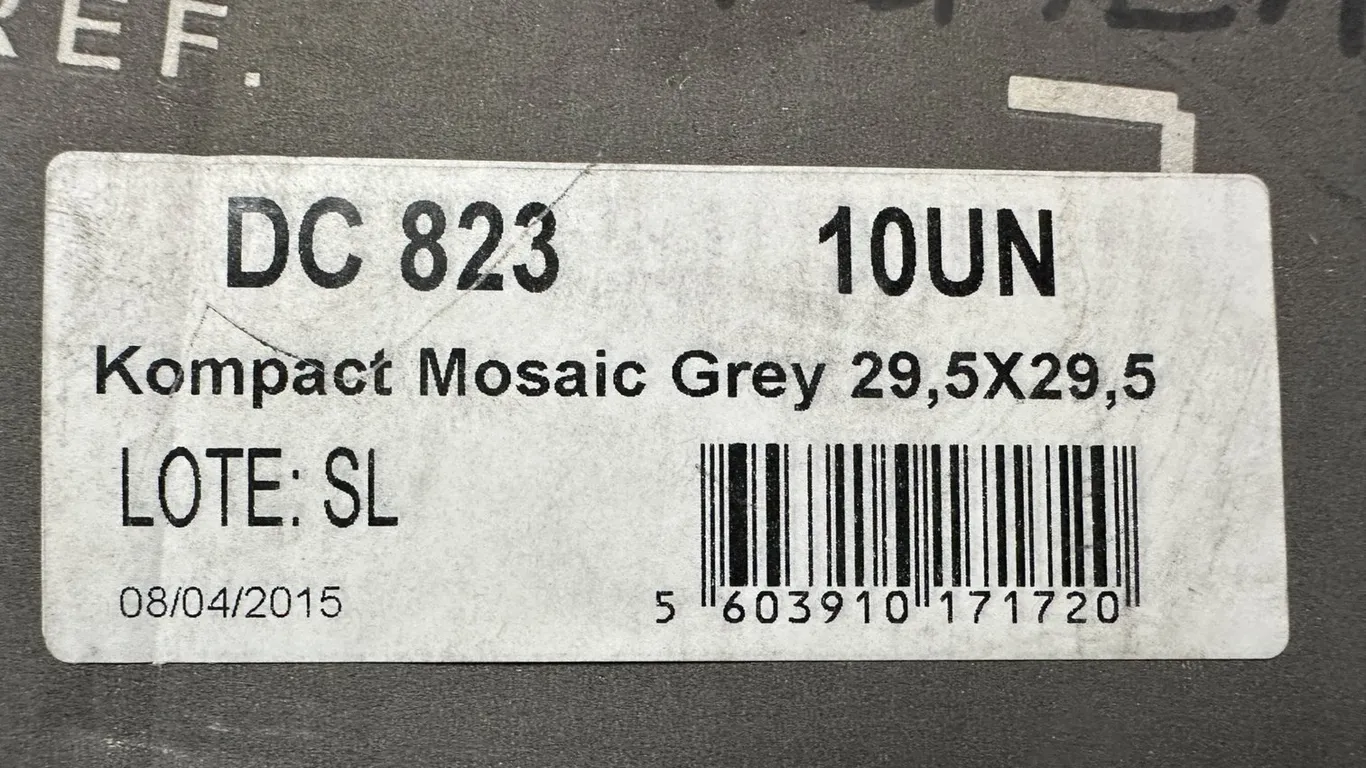 REF.
DC 823 10UN
Kompact Mosaic Grey 29,5X29,5
LOTE: SL
08/04/2015
5 603910 171720